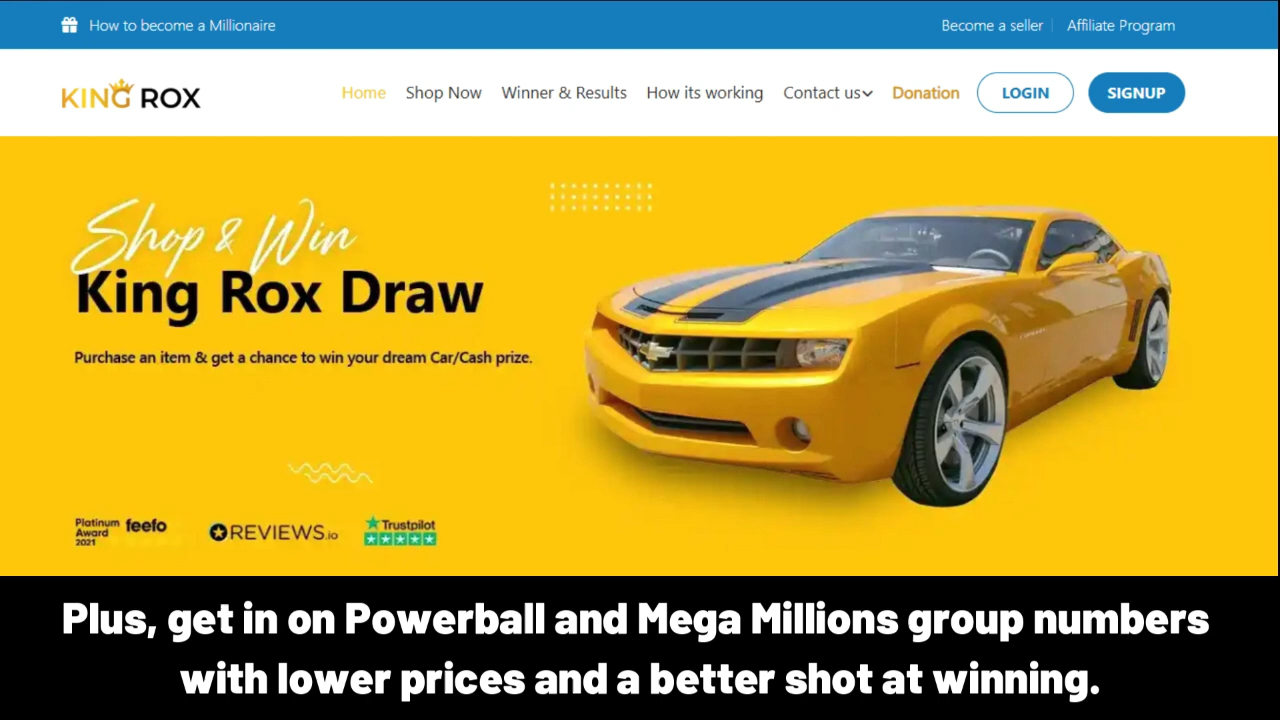 How to become a Millionaire
Become a seller
Affiliate Program
KING ROX
Home
Shop Now
Winner & Results
How its working
Contact us
Donation
LOGIN
SIGNUP
Shop & Win
King Rox Draw
Purchase an item & get a chance to win your dream Car/Cash prize.
Platinum
Award
2021
feefo
REVIEWS.io
Trustpilot
Plus, get in on Powerball and Mega Millions group numbers
with lower prices and a better shot at winning.